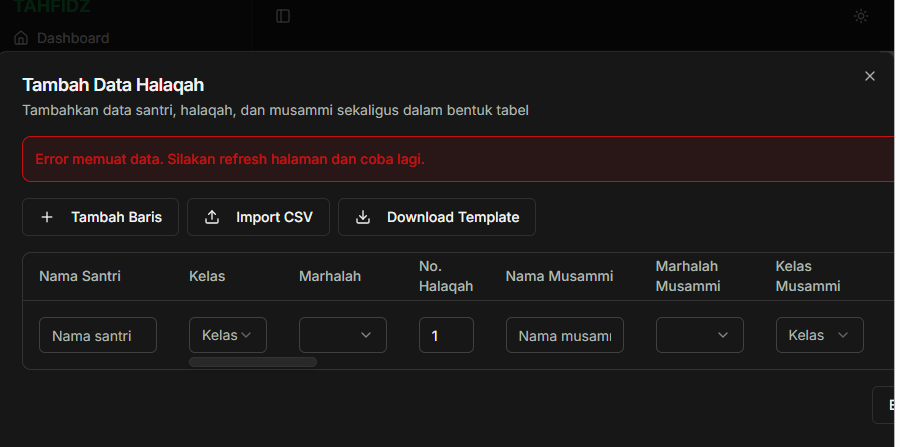 TAHFIDZ
Dashboard
Tambah Data Halaqah
Tambahkan data santri, halaqah, dan musammi sekaligus dalam bentuk tabel
Error memuat data. Silakan refresh halaman dan coba lagi.
Tambah Baris Import CSV Download Template
Nama Santri Kelas Marhalah No. Halaqah Nama Musammi Marhalah Musammi Kelas Musammi
Nama santri Kelas 1 Nama musam Kelas